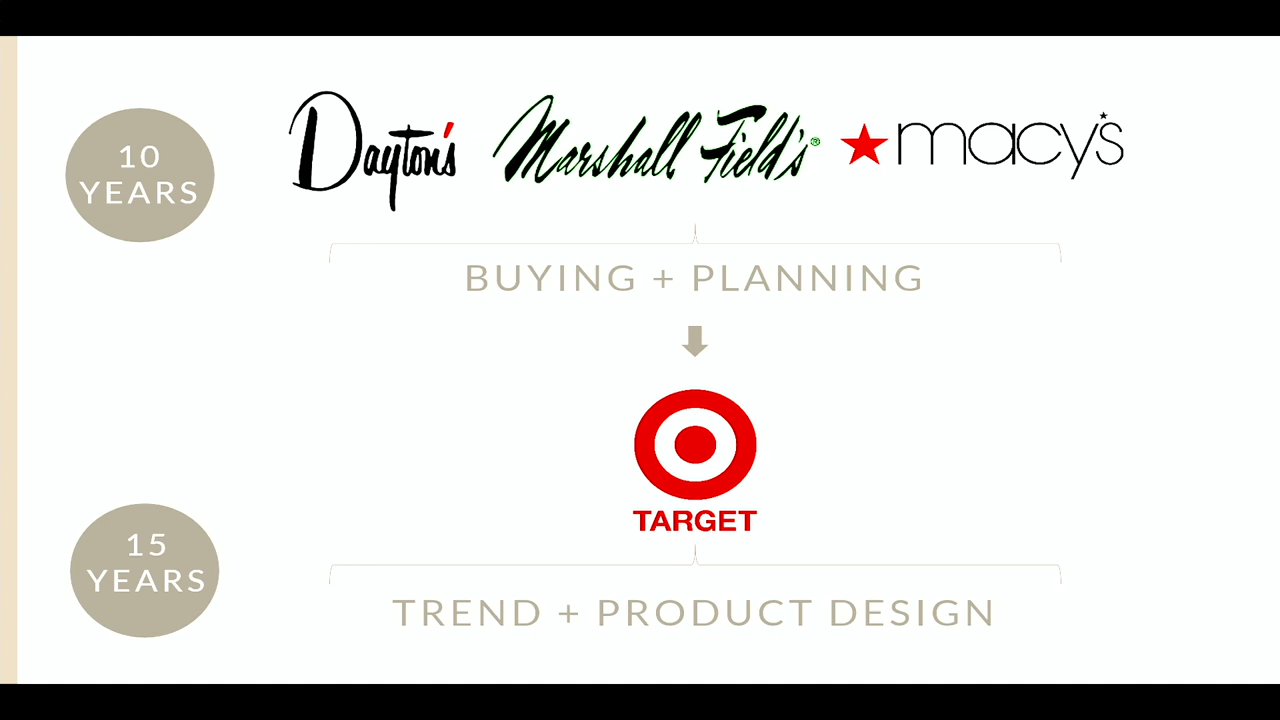 10
YEARS
Dayton's Marshall Field's® macy's
BUYING + PLANNING
TARGET
15
YEARS
TREND + PRODUCT DESIGN